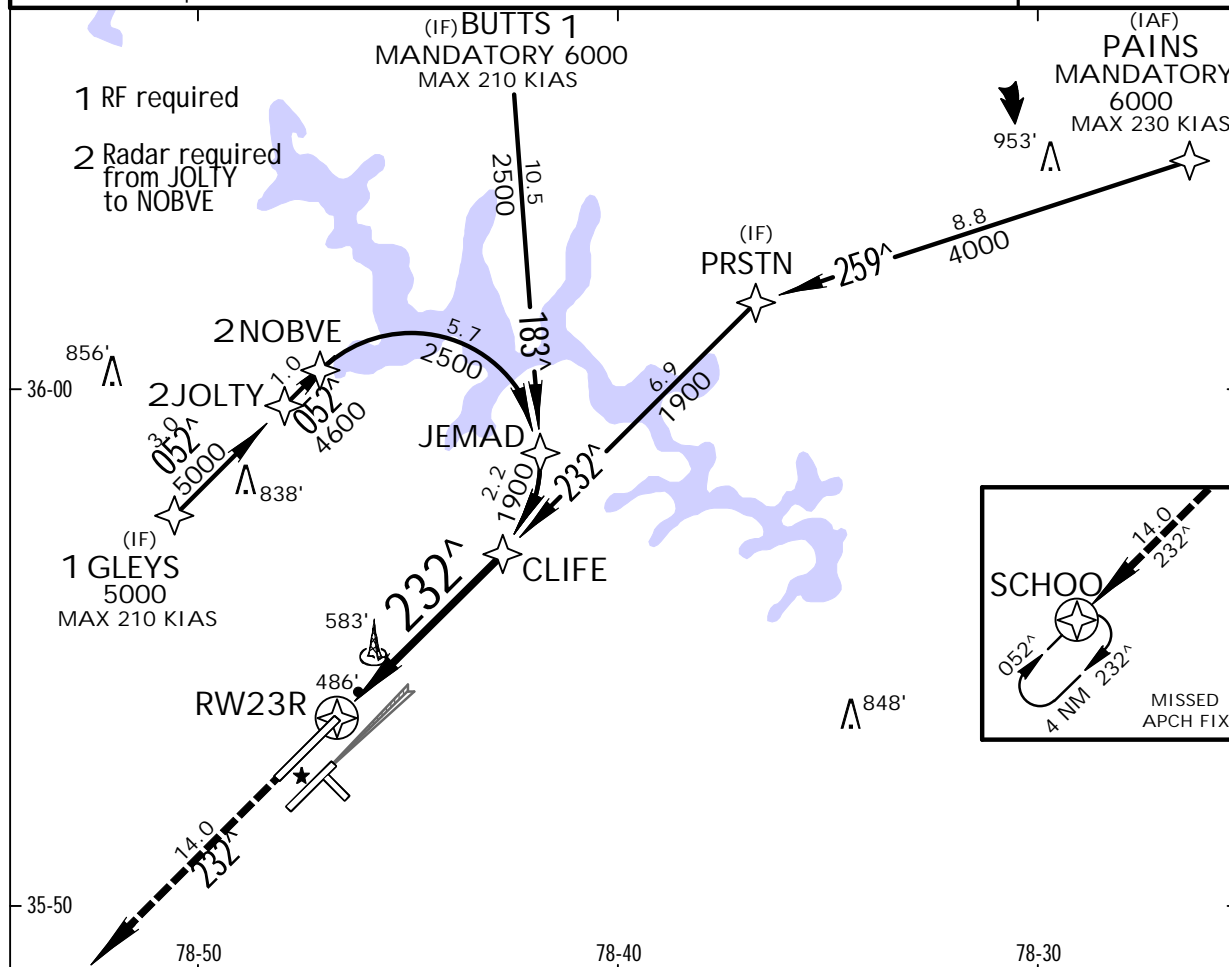 (IF) BUTTS 1
MANDATORY 6000
MAX 210 KIAS
(IAF)
PAINS
MANDATORY
6000
MAX 230 KIAS
1 RF required
2 Radar required
from JOLTY
to NOBVE
953'
10.5
2500
183^
8.8
4000
259^
(IF)
PRSTN
6.9
1900
232^
2 NOBVE
5.7
2500
856'
2 JOLTY
1.0
052^
4600
36-00
3.0
052^
5000
838'
JEMAD
2.2
1900
(IF)
1 GLEYS
5000
MAX 210 KIAS
CLIFE
232^
583'
486'
RW23R
848'
14.0
232^
SCHOO
14.0
232^
052^
4 NM 232^
MISSED
APCH FIX
35-50
78-50
78-40
78-30